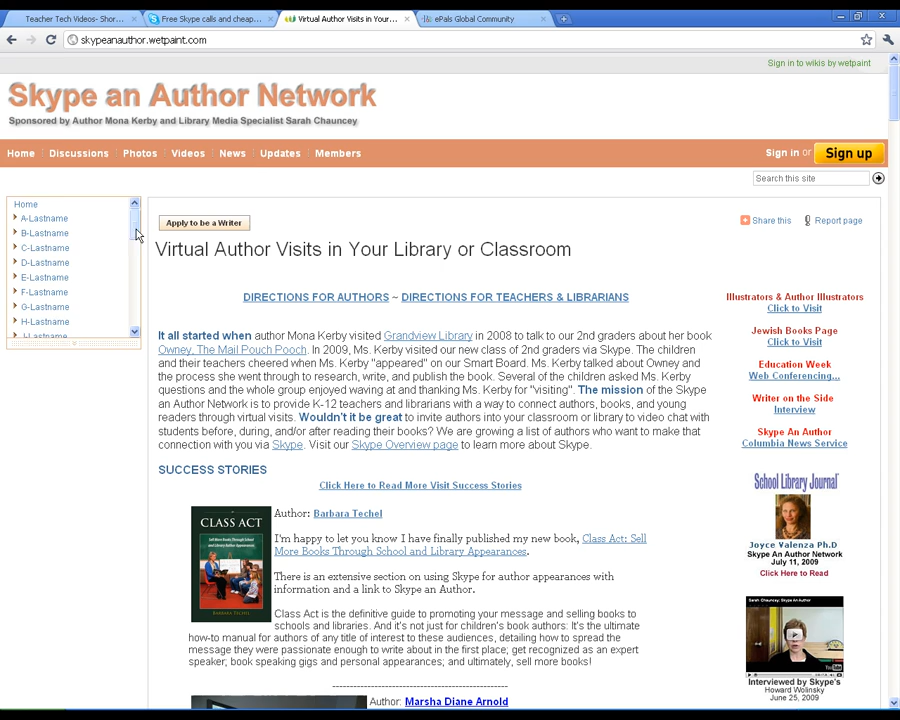 Teacher Tech Videos- Shor...
Free Skype calls and cheap...
Virtual Author Visits in Your...
ePals Global Community
skypeanauthor.wetpaint.com
Sign in to wikis by wetpaint
Skype an Author Network
Sponsored by Author Mona Kerby and Library Media Specialist Sarah Chauncey
Home Discussions Photos Videos News Updates Members
Sign in or Sign up
Search this site
Home
A-Lastname
B-Lastname
C-Lastname
D-Lastname
E-Lastname
F-Lastname
G-Lastname
H-Lastname
Apply to be a Writer
Share this
Report page
Virtual Author Visits in Your Library or Classroom
DIRECTIONS FOR AUTHORS ~ DIRECTIONS FOR TEACHERS & LIBRARIANS
It all started when author Mona Kerby visited Grandview Library in 2008 to talk to our 2nd graders about her book
Owney, The Mail Pouch Pooch. In 2009, Ms. Kerby visited our new class of 2nd graders via Skype. The children
and their teachers cheered when Ms. Kerby "appeared" on our Smart Board. Ms. Kerby talked about Owney and
the process she went through to research, write, and publish the book. Several of the children asked Ms. Kerby
questions and the whole group enjoyed waving and thanking Ms. Kerby for "visiting". The mission of the Skype
an Author Network is to provide K-12 teachers and librarians with a way to connect authors, books, and young
readers through virtual visits. Wouldn't it be great to invite authors into your classroom or library to video chat with
students before, during, and/or after reading their books? We are growing a list of authors who want to make that
connection with you via Skype. Visit our Skype Overview page to learn more about Skype.
SUCCESS STORIES
Click Here to Read More Visit Success Stories
CLASS ACT
BARBARA TECHEL
Author: Barbara Techel
I'm happy to let you know I have finally published my new book, Class Act: Sell
More Books Through School and Library Appearances.
There is an extensive section on using Skype for author appearances with
information and a link to Skype an Author.
Class Act is the definitive guide to promoting your message and selling books to
schools and libraries. And it's not just for children's book authors: It's the ultimate
how-to manual for authors of any title of interest to these audiences, detailing how to spread the
message they were passionate enough to write about in the first place; get recognized as an expert
speaker; book speaking gigs and personal appearances; and ultimately, sell more books!
------------------------------------------------
Author: Marsha Diane Arnold
Illustrators & Author Illustrators
Click to Visit
Jewish Books Page
Click to Visit
Education Week
Web Conferencing...
Writer on the Side
Interview
Skype An Author
Columbia News Service
School Library Journal
Joyce Valenza Ph.D
Skype An Author Network
July 11, 2009
Click Here to Read
Sarah Chauncey: Skype An Author
YouTube
Interviewed by Skype's
Howard Wolinsky
June 25, 2009